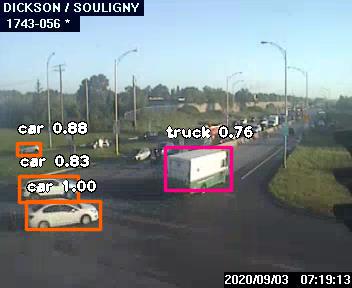 DICKSON / SOULIGNY
1743-056 *
car 0.88
truck 0.76
car 0.83
car 1.00
2020/09/03 07:19:13